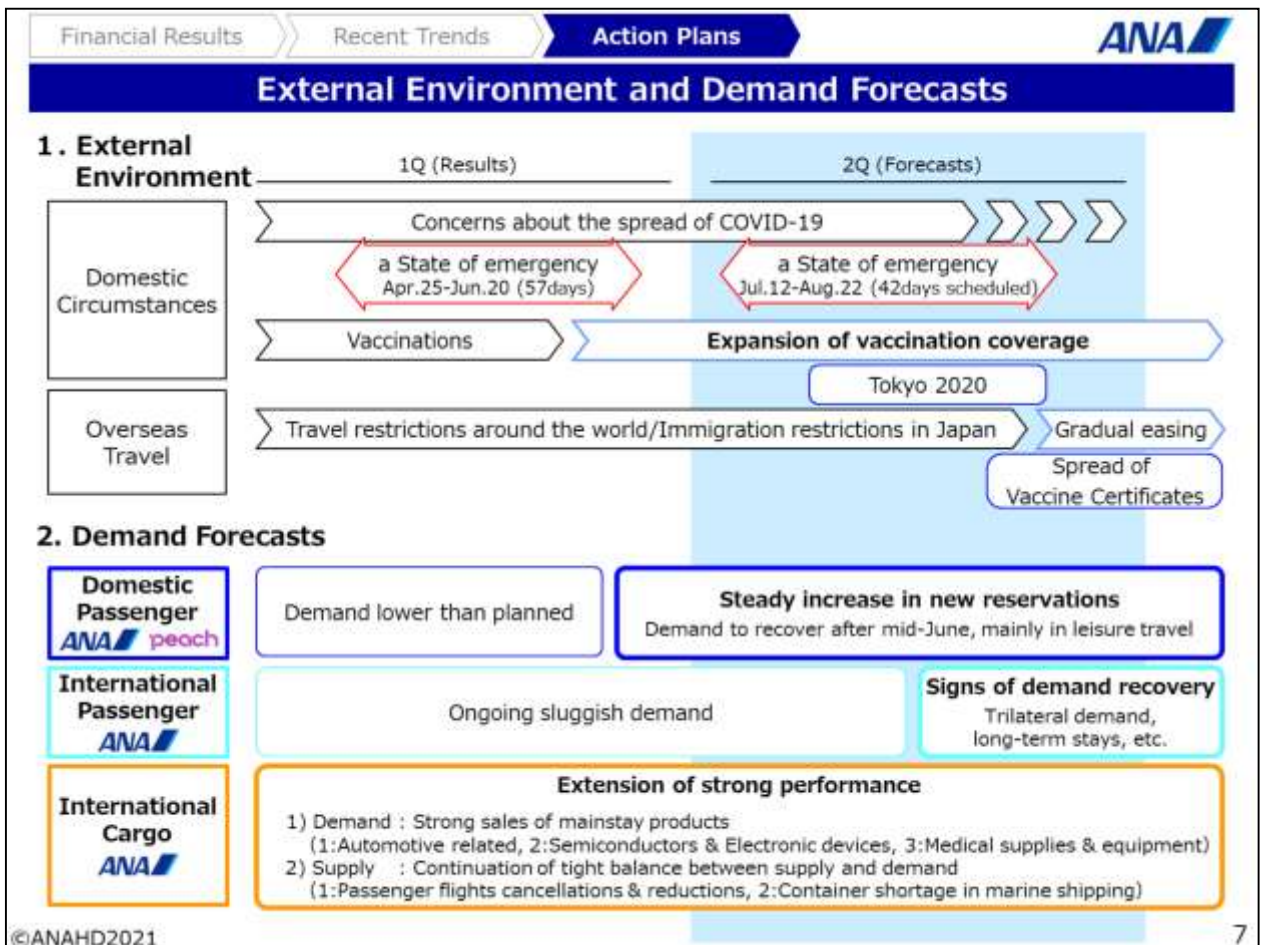 Financial Results
Recent Trends
Action Plans
ANA
External Environment and Demand Forecasts
1. External
Environment
1Q (Results)
2Q (Forecasts)
Domestic
Circumstances
Concerns about the spread of COVID-19
a State of emergency
Apr.25-Jun.20 (57days)
a State of emergency
Jul.12-Aug.22 (42days scheduled)
Vaccinations
Expansion of vaccination coverage
Tokyo 2020
Overseas
Travel
Travel restrictions around the world/Immigration restrictions in Japan
Gradual easing
Spread of
Vaccine Certificates
2. Demand Forecasts
Domestic
Passenger
ANA peach
Demand lower than planned
Steady increase in new reservations
Demand to recover after mid-June, mainly in leisure travel
International
Passenger
ANA
Ongoing sluggish demand
Signs of demand recovery
Trilateral demand,
long-term stays, etc.
International
Cargo
ANA
Extension of strong performance
1) Demand : Strong sales of mainstay products
(1:Automotive related, 2:Semiconductors & Electronic devices, 3:Medical supplies & equipment)
2) Supply : Continuation of tight balance between supply and demand
(1:Passenger flights cancellations & reductions, 2:Container shortage in marine shipping)
©ANAHD2021
7